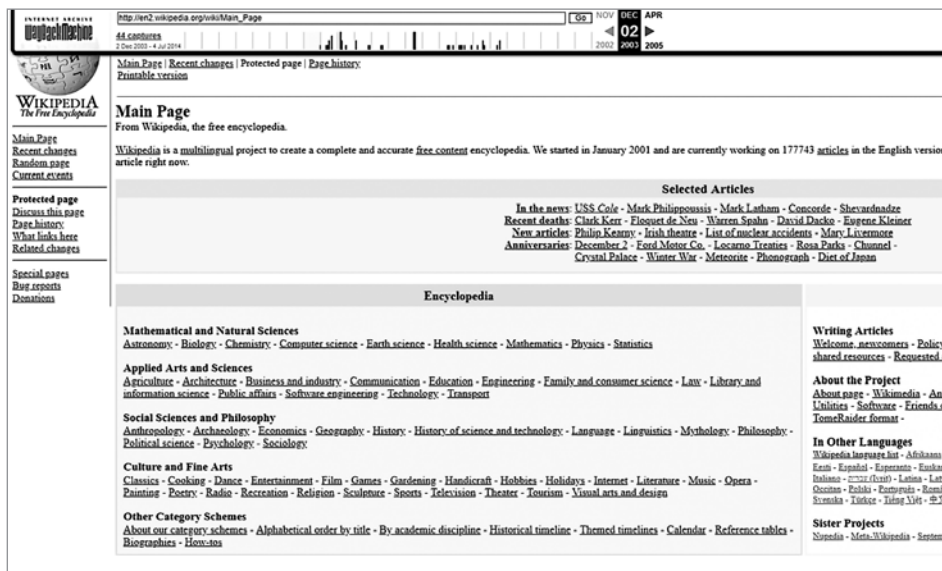 INTERNET ARCHIVE
WayBackMachine
http://en2.wikipedia.org/wiki/Main_Page
Go
NOV DEC APR
44 captures
02
2 Dec 2003 - 4 Jul 2014
2002 2003 2005
Main Page | Recent changes | Protected page | Page history
Printable version
WIKIPEDIA
The Free Encyclopedia
Main Page
Recent changes
Random page
Current events
Protected page
Discuss this page
Page history
What links here
Related changes
Special pages
Bug reports
Donations
Main Page
From Wikipedia, the free encyclopedia.
Wikipedia is a multilingual project to create a complete and accurate free content encyclopedia. We started in January 2001 and are currently working on 177743 articles in the English versio
article right now.
Selected Articles
In the news: USS Cole - Mark Philippoussis - Mark Latham - Concorde - Shevardnadze
Recent deaths: Clark Kerr - Floquet de Neu - Warren Spahn - David Dacko - Eugene Kleiner
New articles: Philip Kearny - Irish theatre - List of nuclear accidents - Mary Livermore
Anniversaries: December 2 - Ford Motor Co. - Locarno Treaties - Rosa Parks - Chunnel -
Crystal Palace - Winter War - Meteorite - Phonograph - Diet of Japan
Encyclopedia
Mathematical and Natural Sciences
Astronomy - Biology - Chemistry - Computer science - Earth science - Health science - Mathematics - Physics - Statistics
Applied Arts and Sciences
Agriculture - Architecture - Business and industry - Communication - Education - Engineering - Family and consumer science - Law - Library and
information science - Public affairs - Software engineering - Technology - Transport
Social Sciences and Philosophy
Anthropology - Archaeology - Economics - Geography - History - History of science and technology - Language - Linguistics - Mythology - Philosophy -
Political science - Psychology - Sociology
Culture and Fine Arts
Classics - Cooking - Dance - Entertainment - Film - Games - Gardening - Handicraft - Hobbies - Holidays - Internet - Literature - Music - Opera -
Painting - Poetry - Radio - Recreation - Religion - Sculpture - Sports - Television - Theater - Tourism - Visual arts and design
Other Category Schemes
About our category schemes - Alphabetical order by title - By academic discipline - Historical timeline - Themed timelines - Calendar - Reference tables -
Biographies - How-tos
Writing Articles
Welcome, newcomers - Policy
shared resources - Requested
About the Project
About page - Wikimedia - An
Utilities - Software - Friends
TomeRaider format -
In Other Languages
Wikipedia language list - Afrikaans
Eesti - Español - Esperanto - Euskar
Italiano - עברית (Ivrit) - Latina - Lat
Occitan - Polski - Português - Romî
Svenska - Türkçe - Tiếng Việt - 中文
Sister Projects
Nupedia - Meta-Wikipedia - Septem